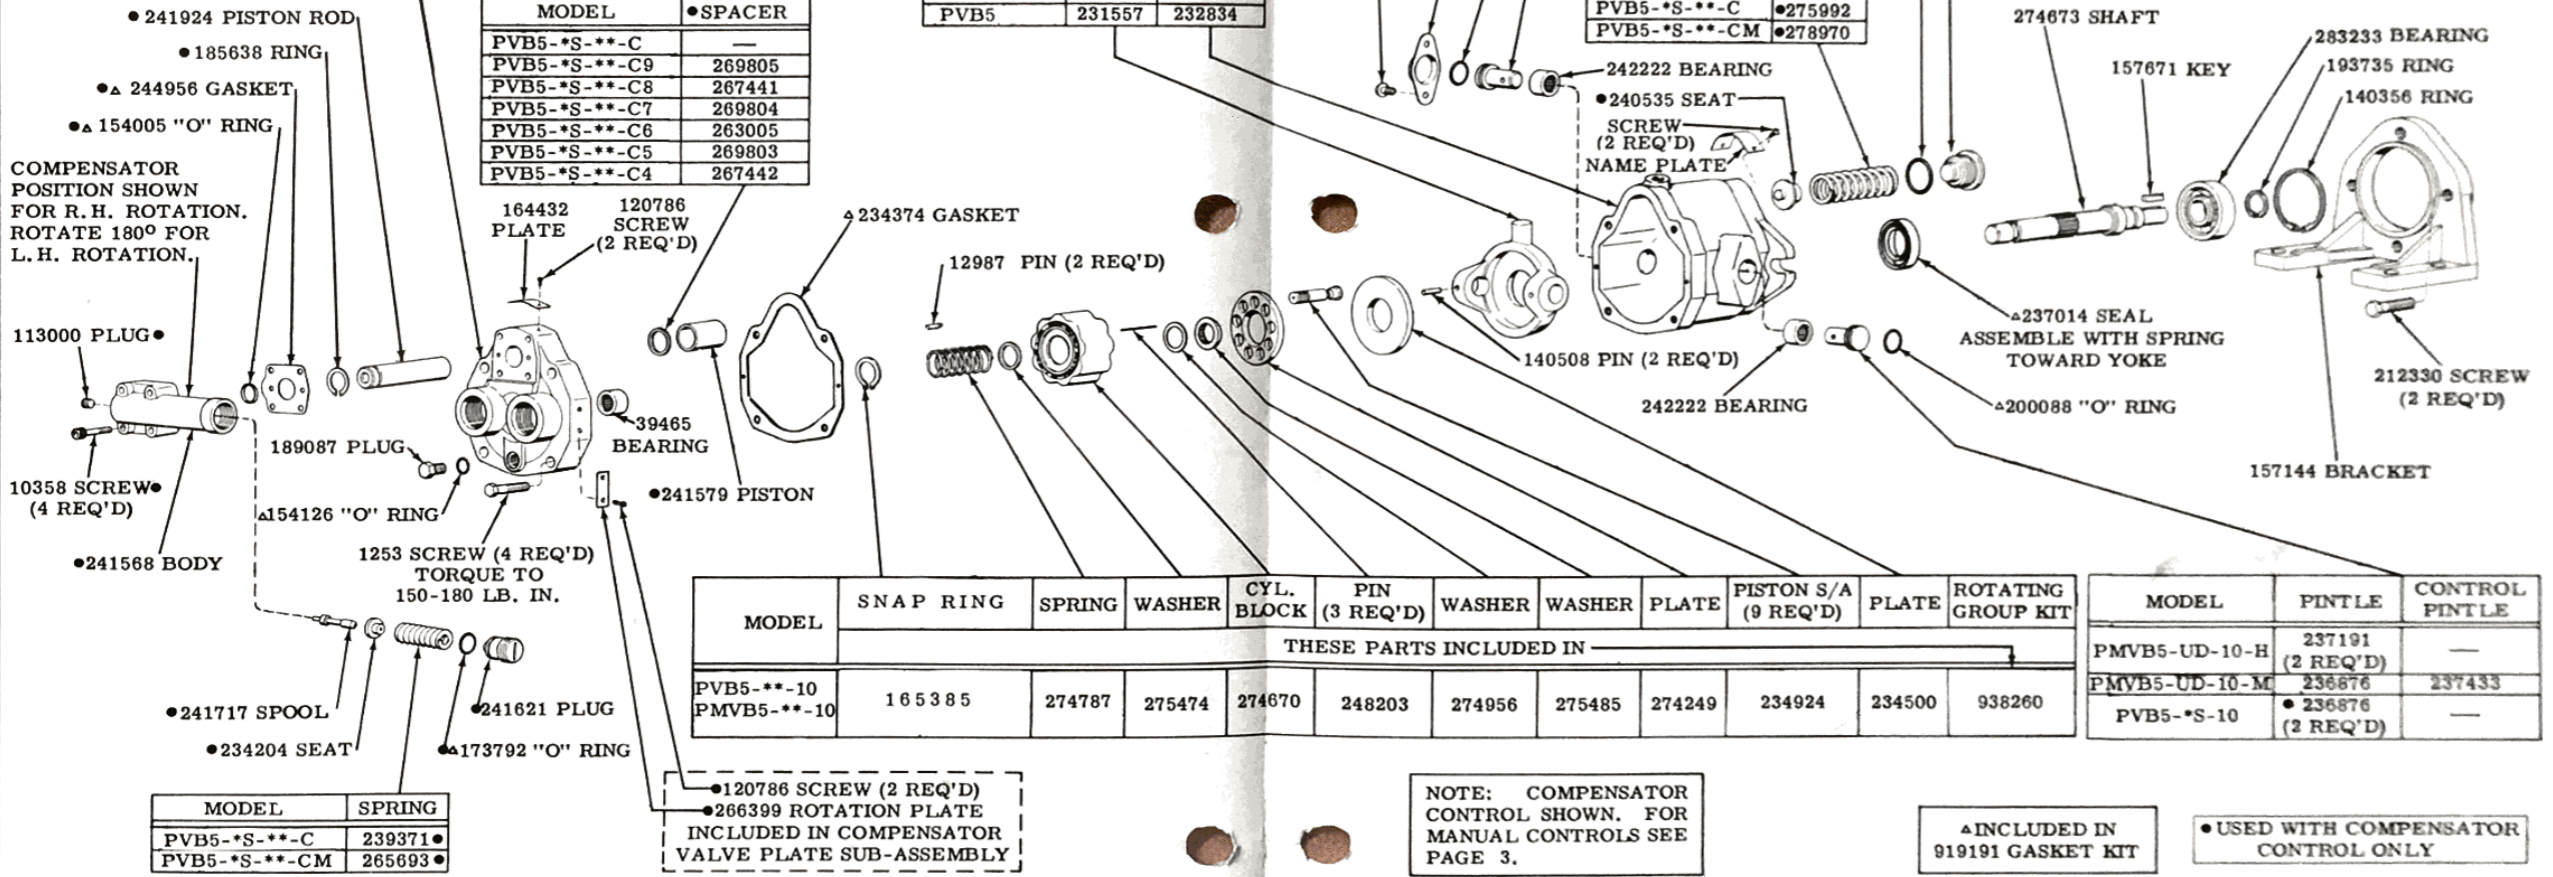 ●241924 PISTON ROD
●185638 RING
●△ 244956 GASKET
●△ 154005 "O" RING
COMPENSATOR
POSITION SHOWN
FOR R.H. ROTATION.
ROTATE 180º FOR
L.H. ROTATION.
113000 PLUG●
10358 SCREW●
(4 REQ'D)
●241568 BODY
189087 PLUG
△154126 "O" RING
1253 SCREW (4 REQ'D)
TORQUE TO
150-180 LB. IN.
●241717 SPOOL
●234204 SEAT
●241621 PLUG
●△173792 "O" RING
MODEL SPRING
PVB5-*S-**-C 239371●
PVB5-*S-**-CM 265693●
MODEL ●SPACER
PVB5-*S-**-C —
PVB5-*S-**-C9 269805
PVB5-*S-**-C8 267441
PVB5-*S-**-C7 269804
PVB5-*S-**-C6 263005
PVB5-*S-**-C5 269803
PVB5-*S-**-C4 267442
164432
PLATE
120786
SCREW
(2 REQ'D)
△234374 GASKET
39465
BEARING
●241579 PISTON
12987 PIN (2 REQ'D)
PVB5 231557 232834
PVB5-*S-**-C ●275992
PVB5-*S-**-CM ●278970
242222 BEARING
●240535 SEAT
SCREW
(2 REQ'D)
NAME PLATE
274673 SHAFT
283233 BEARING
157671 KEY
193735 RING
140356 RING
△237014 SEAL
ASSEMBLE WITH SPRING
TOWARD YOKE
140508 PIN (2 REQ'D)
242222 BEARING
△200088 "O" RING
212330 SCREW
(2 REQ'D)
157144 BRACKET
MODEL SNAP RING SPRING WASHER CYL. BLOCK PIN (3 REQ'D) WASHER WASHER PLATE PISTON S/A (9 REQ'D) PLATE ROTATING GROUP KIT
THESE PARTS INCLUDED IN
PVB5-**-10
PMVB5-**-10 165385 274787 275474 274670 248203 274956 275485 274249 234924 234500 938260
MODEL PINTLE CONTROL PINTLE
PMVB5-UD-10-H 237191 (2 REQ'D) —
PMVB5-UD-10-M 236876 237433
PVB5-*S-10 ●236876 (2 REQ'D) —
●120786 SCREW (2 REQ'D)
●266399 ROTATION PLATE
INCLUDED IN COMPENSATOR
VALVE PLATE SUB-ASSEMBLY
NOTE: COMPENSATOR
CONTROL SHOWN. FOR
MANUAL CONTROLS SEE
PAGE 3.
△INCLUDED IN
919191 GASKET KIT
●USED WITH COMPENSATOR
CONTROL ONLY